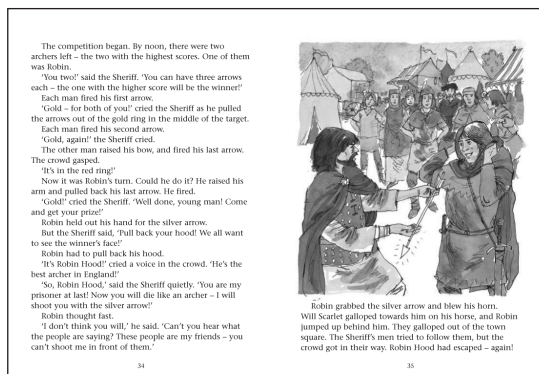 The competition began. By noon, there were two
archers left – the two with the highest scores. One of them
was Robin.
‘You two!’ said the Sheriff. ‘You can have three arrows
each – the one with the higher score will be the winner!’
Each man fired his first arrow.
‘Gold – for both of you!’ cried the Sheriff as he pulled
the arrows out of the gold ring in the middle of the target.
Each man fired his second arrow.
‘Gold, again!’ the Sheriff cried.
The other man raised his bow, and fired his last arrow.
The crowd gasped.
‘It’s in the red ring!’
Now it was Robin’s turn. Could he do it? He raised his
arm and pulled back his last arrow. He fired.
‘Gold!’ cried the Sheriff. ‘Well done, young man! Come
and get your prize!’
Robin held out his hand for the silver arrow.
But the Sheriff said, ‘Pull back your hood! We all want
to see the winner’s face!’
Robin had to pull back his hood.
‘It’s Robin Hood!’ cried a voice in the crowd. ‘He’s the
best archer in England!’
‘So, Robin Hood,’ said the Sheriff quietly. ‘You are my
prisoner at last! Now you will die like an archer – I will
shoot you with the silver arrow!’
Robin thought fast.
‘I don’t think you will,’ he said. ‘Can’t you hear what
the people are saying? These people are my friends – you
can’t shoot me in front of them.’
34
Robin grabbed the silver arrow and blew his horn.
Will Scarlet galloped towards him on his horse, and Robin
jumped up behind him. They galloped out of the town
square. The Sheriff’s men tried to follow them, but the
crowd got in their way. Robin Hood had escaped – again!
35